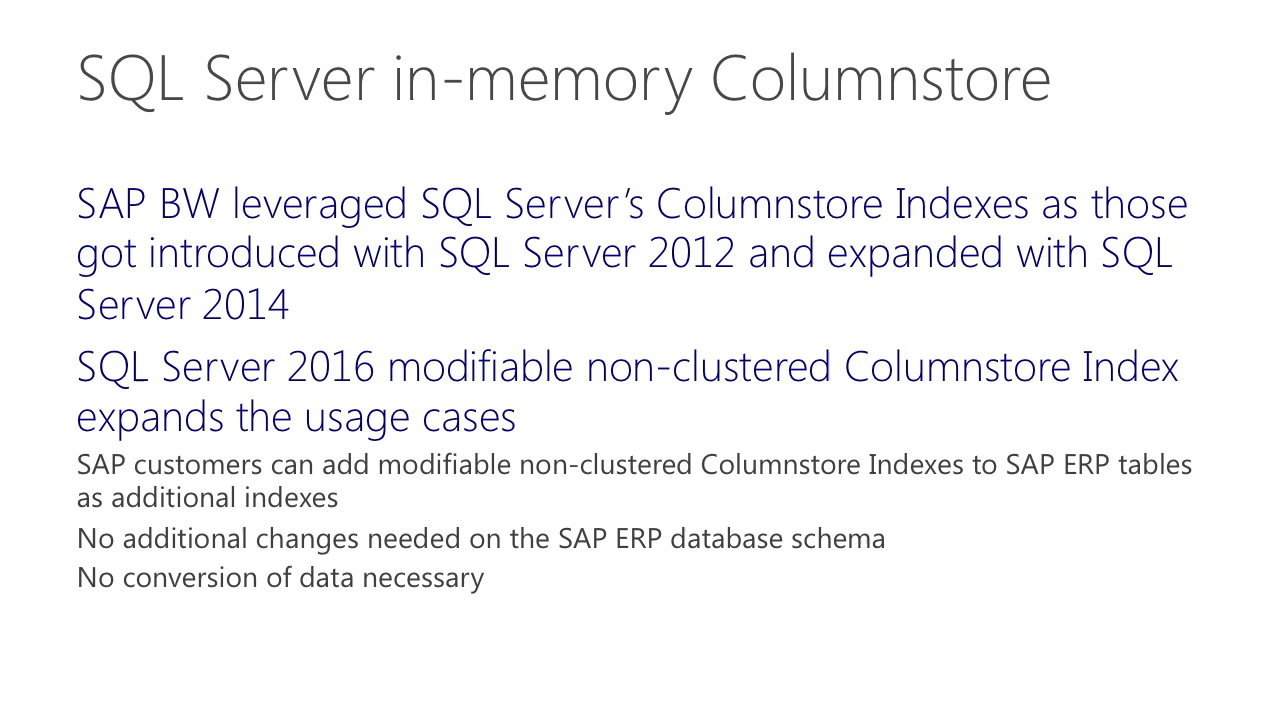 SQL Server in-memory Columnstore
SAP BW leveraged SQL Server’s Columnstore Indexes as those
got introduced with SQL Server 2012 and expanded with SQL
Server 2014
SQL Server 2016 modifiable non-clustered Columnstore Index
expands the usage cases
SAP customers can add modifiable non-clustered Columnstore Indexes to SAP ERP tables
as additional indexes
No additional changes needed on the SAP ERP database schema
No conversion of data necessary